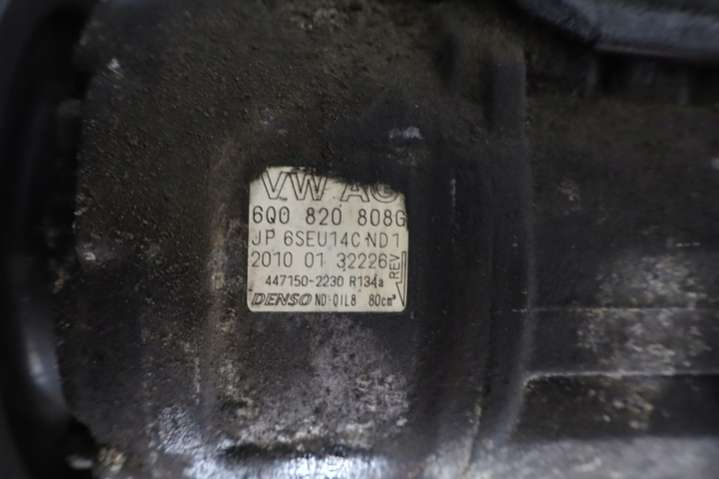 VW AG
6Q0 820 808G
JP 6SEU14C ND1
2010 01 32226
REV
447150-2230 R134a
DENSO ND-OIL8 80cm³